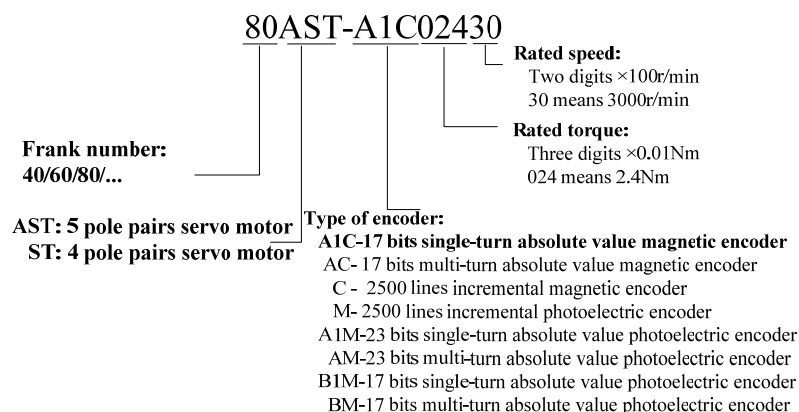 80AST-A1C02430
Rated speed:
Two digits ×100r/min
30 means 3000r/min
Rated torque:
Three digits ×0.01Nm
024 means 2.4Nm
Frank number:
40/60/80/...
AST: 5 pole pairs servo motor
ST: 4 pole pairs servo motor
Type of encoder:
A1C-17 bits single-turn absolute value magnetic encoder
AC- 17 bits multi-turn absolute value magnetic encoder
C - 2500 lines incremental magnetic encoder
M- 2500 lines incremental photoelectric encoder
A1M-23 bits single-turn absolute value photoelectric encoder
AM-23 bits multi-turn absolute value photoelectric encoder
B1M-17 bits single-turn absolute value photoelectric encoder
BM-17 bits multi-turn absolute value photoelectric encoder